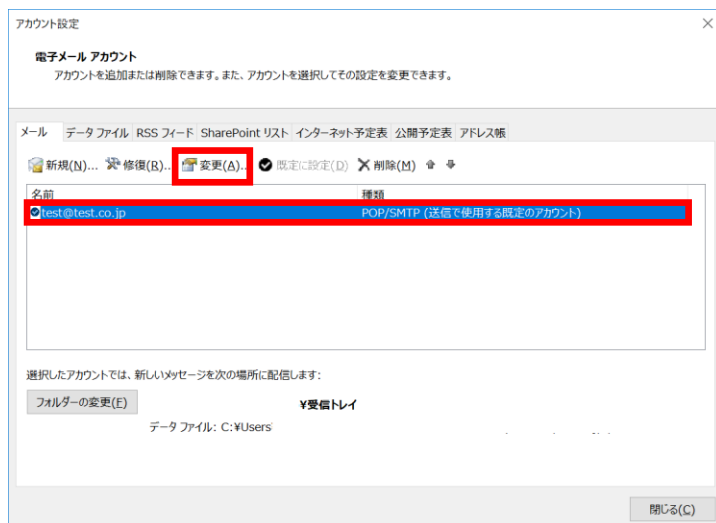 アカウント設定
電子メール アカウント
アカウントを追加または削除できます。また、アカウントを選択してその設定を変更できます。
メール データ ファイル RSS フィード SharePoint リスト インターネット予定表 公開予定表 アドレス帳
新規(N)... 修復(R)... 変更(A)... 既定に設定(D) 削除(M)
名前 種類
test@test.co.jp POP/SMTP (送信で使用する既定のアカウント)
選択したアカウントでは、新しいメッセージを次の場所に配信します:
フォルダーの変更(F) ¥受信トレイ
データ ファイル: C:¥Users
閉じる(C)